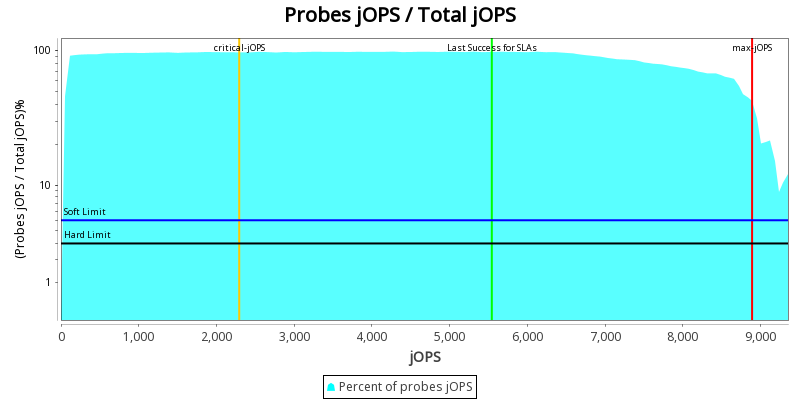 Probes jOPS / Total jOPS
(Probes jOPS / Total jOPS)%
100
10
1
critical-jOPS
Last Success for SLAs
max-jOPS
Soft Limit
Hard Limit
0
1,000
2,000
3,000
4,000
5,000
6,000
7,000
8,000
9,000
jOPS
Percent of probes jOPS